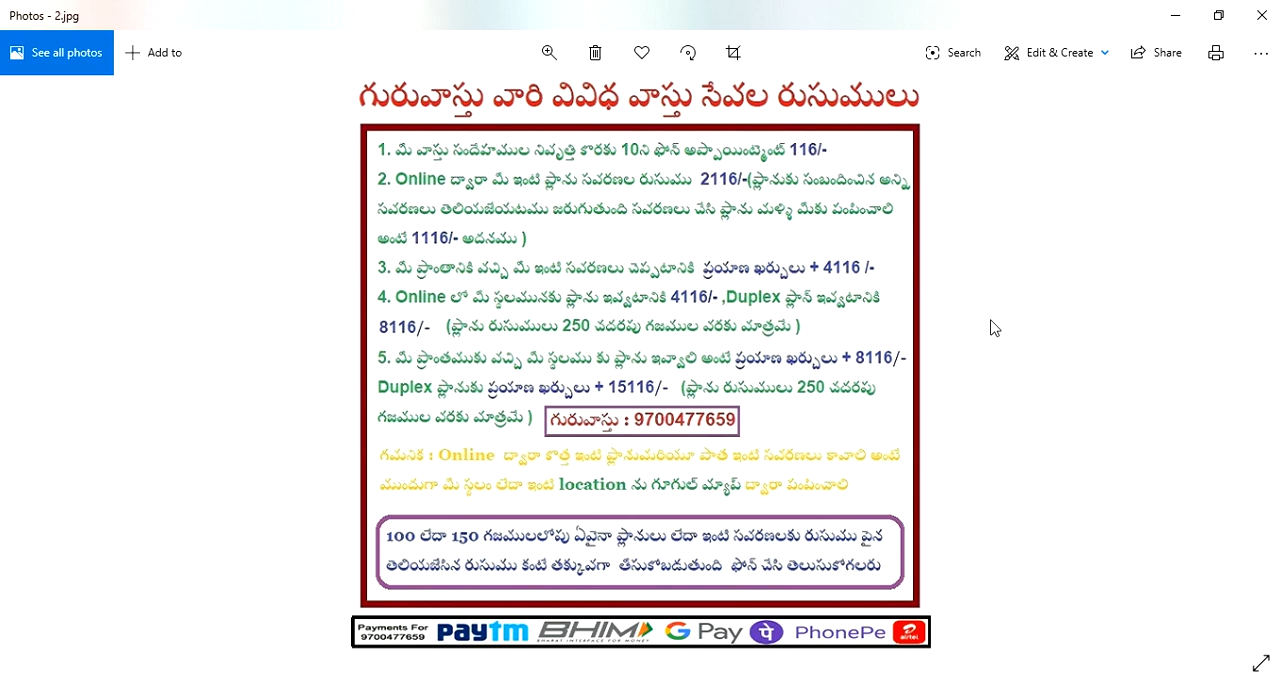 Photos - 2.jpg
See all photos
Add to
Search
Edit & Create
Share
గురువాస్తు వారి వివిధ వాస్తు సేవల రుసుములు
1. మీ వాస్తు సందేహముల నివృత్తి కొరకు 10ని ఫోన్ అప్పాయింట్మెంట్ 116/-
2. Online ద్వారా మీ ఇంటి ప్లాను సవరణల రుసుము 2116/-(ప్లానుకు సంబందించిన అన్ని
సవరణలు తెలియజేయటము జరుగుతుంది సవరణలు చేసి ప్లాను మళ్ళి మీకు పంపించాలి
అంటే 1116/- అదనము )
3. మీ ప్రాంతానికి వచ్చి మీ ఇంటి సవరణలు చెప్పటానికి ప్రయాణ ఖర్చులు + 4116 /-
4. Online లో మీ స్థలమునకు ప్లాను ఇవ్వటానికి 4116/- ,Duplex ప్లాన్ ఇవ్వటానికి
8116/- (ప్లాను రుసుములు 250 చదరపు గజముల వరకు మాత్రమే )
5. మీ ప్రాంతముకు వచ్చి మీ స్థలము కు ప్లాను ఇవ్వాలి అంటే ప్రయాణ ఖర్చులు + 8116/-
Duplex ప్లానుకు ప్రయాణ ఖర్చులు + 15116/- (ప్లాను రుసుములు 250 చదరపు
గజముల వరకు మాత్రమే ) గురువాస్తు : 9700477659
గమనిక : Online ద్వారా కొత్త ఇంటి ప్లానుమరియూ పాత ఇంటి సవరణలు కావాలి అంటే
ముందుగా మీ స్థలం లేదా ఇంటి location ను గూగుల్ మ్యాప్ ద్వారా పంపించాలి
100 లేదా 150 గజములలోపు ఏవైనా ప్లానులు లేదా ఇంటి సవరణలకు రుసుము పైన
తెలియజేసిన రుసుము కంటే తక్కువగా తీసుకోబడుతుంది ఫోన్ చేసి తెలుసుకోగలరు
Payments For
9700477659
paytm
BHIM
BHARAT INTERFACE FOR MONEY
G Pay
पे PhonePe
airtel